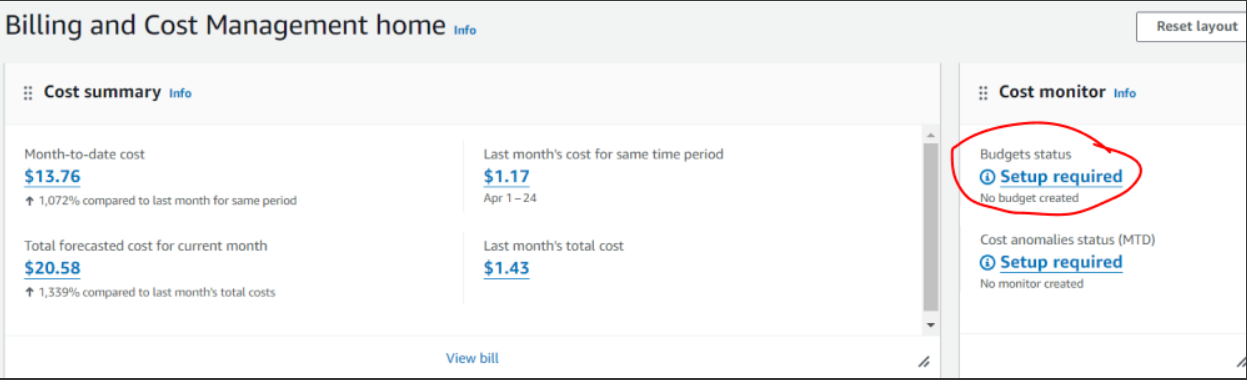 Billing and Cost Management home Info
Reset layout
Cost summary Info
Month-to-date cost
$13.76
↑ 1,072% compared to last month for same period
Last month's cost for same time period
$1.17
Apr 1 – 24
Total forecasted cost for current month
$20.58
↑ 1,339% compared to last month's total costs
Last month's total cost
$1.43
View bill
Cost monitor Info
Budgets status
Setup required
No budget created
Cost anomalies status (MTD)
Setup required
No monitor created